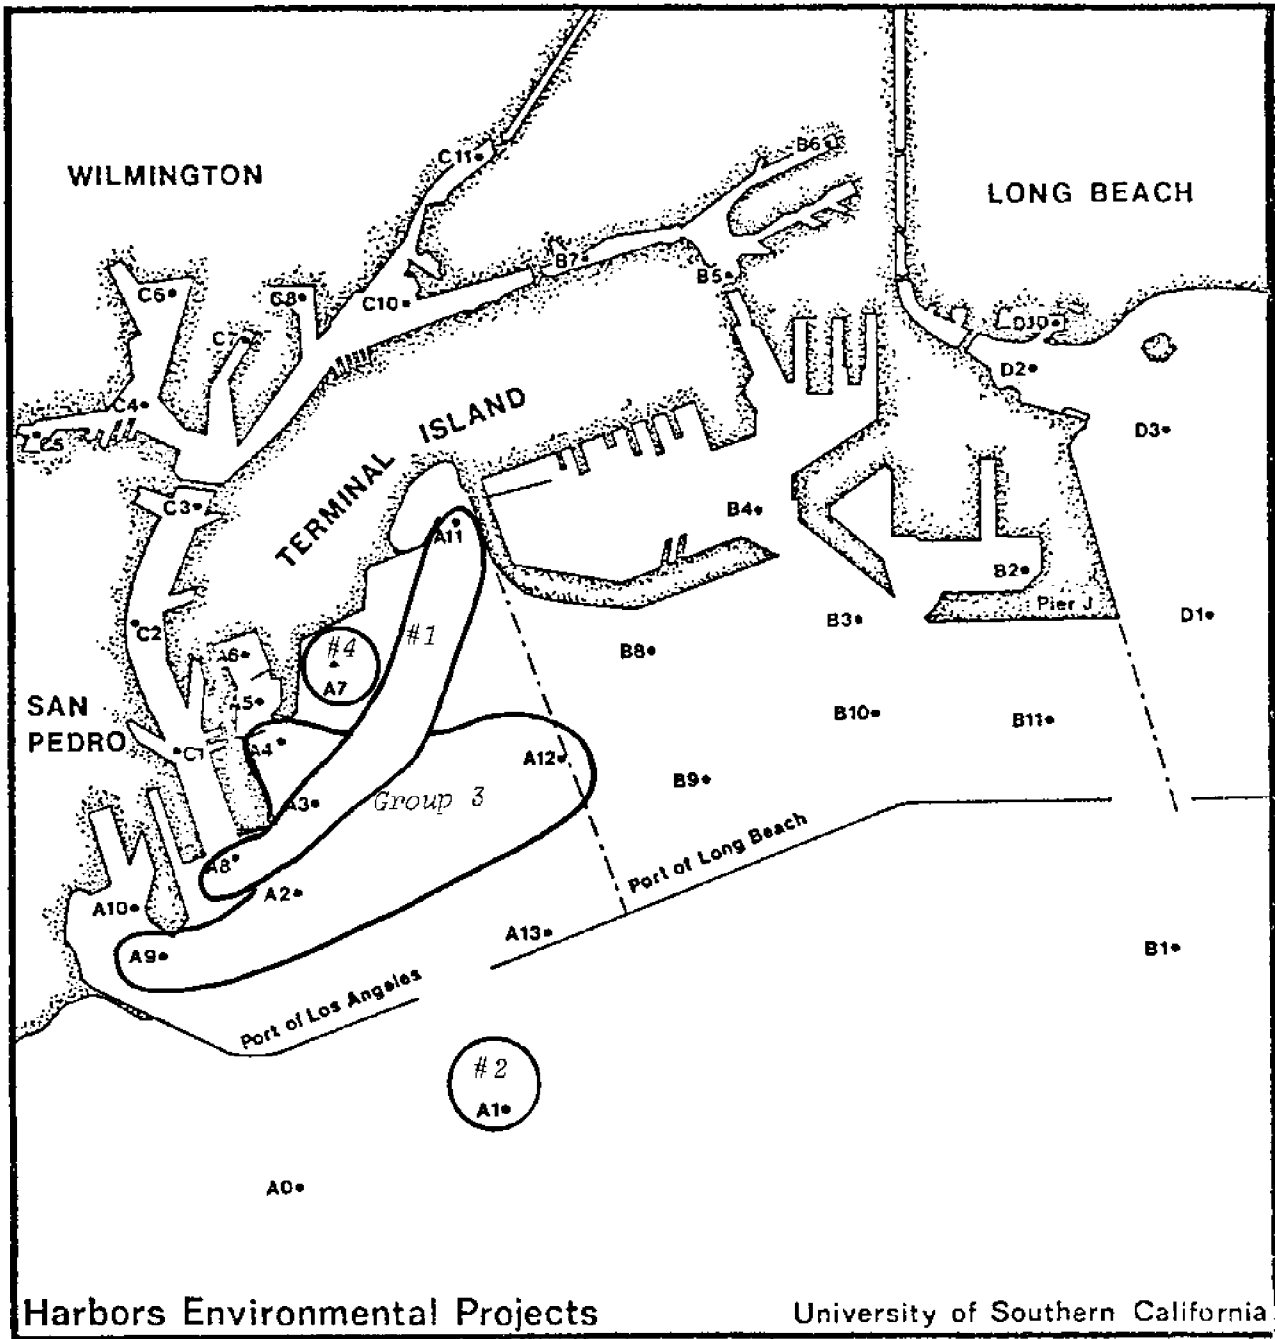 B6
C11
WILMINGTON
LONG BEACH
B7
B5
C6
C8
C10
D10
C7
D2
ISLAND
C4
D3
C5
TERMINAL
C3
B4
A11
B2
Pier J
C2
#1
B3
D1
#4
A6
B8
A7
A5
SAN
PEDRO
B10
B11
C1
A4
A12
B9
A3
Group 3
Port of Long Beach
A8
A2
A10
A13
A9
B1
Port of Los Angeles
#2
A1
A0
Harbors Environmental Projects
University of Southern California